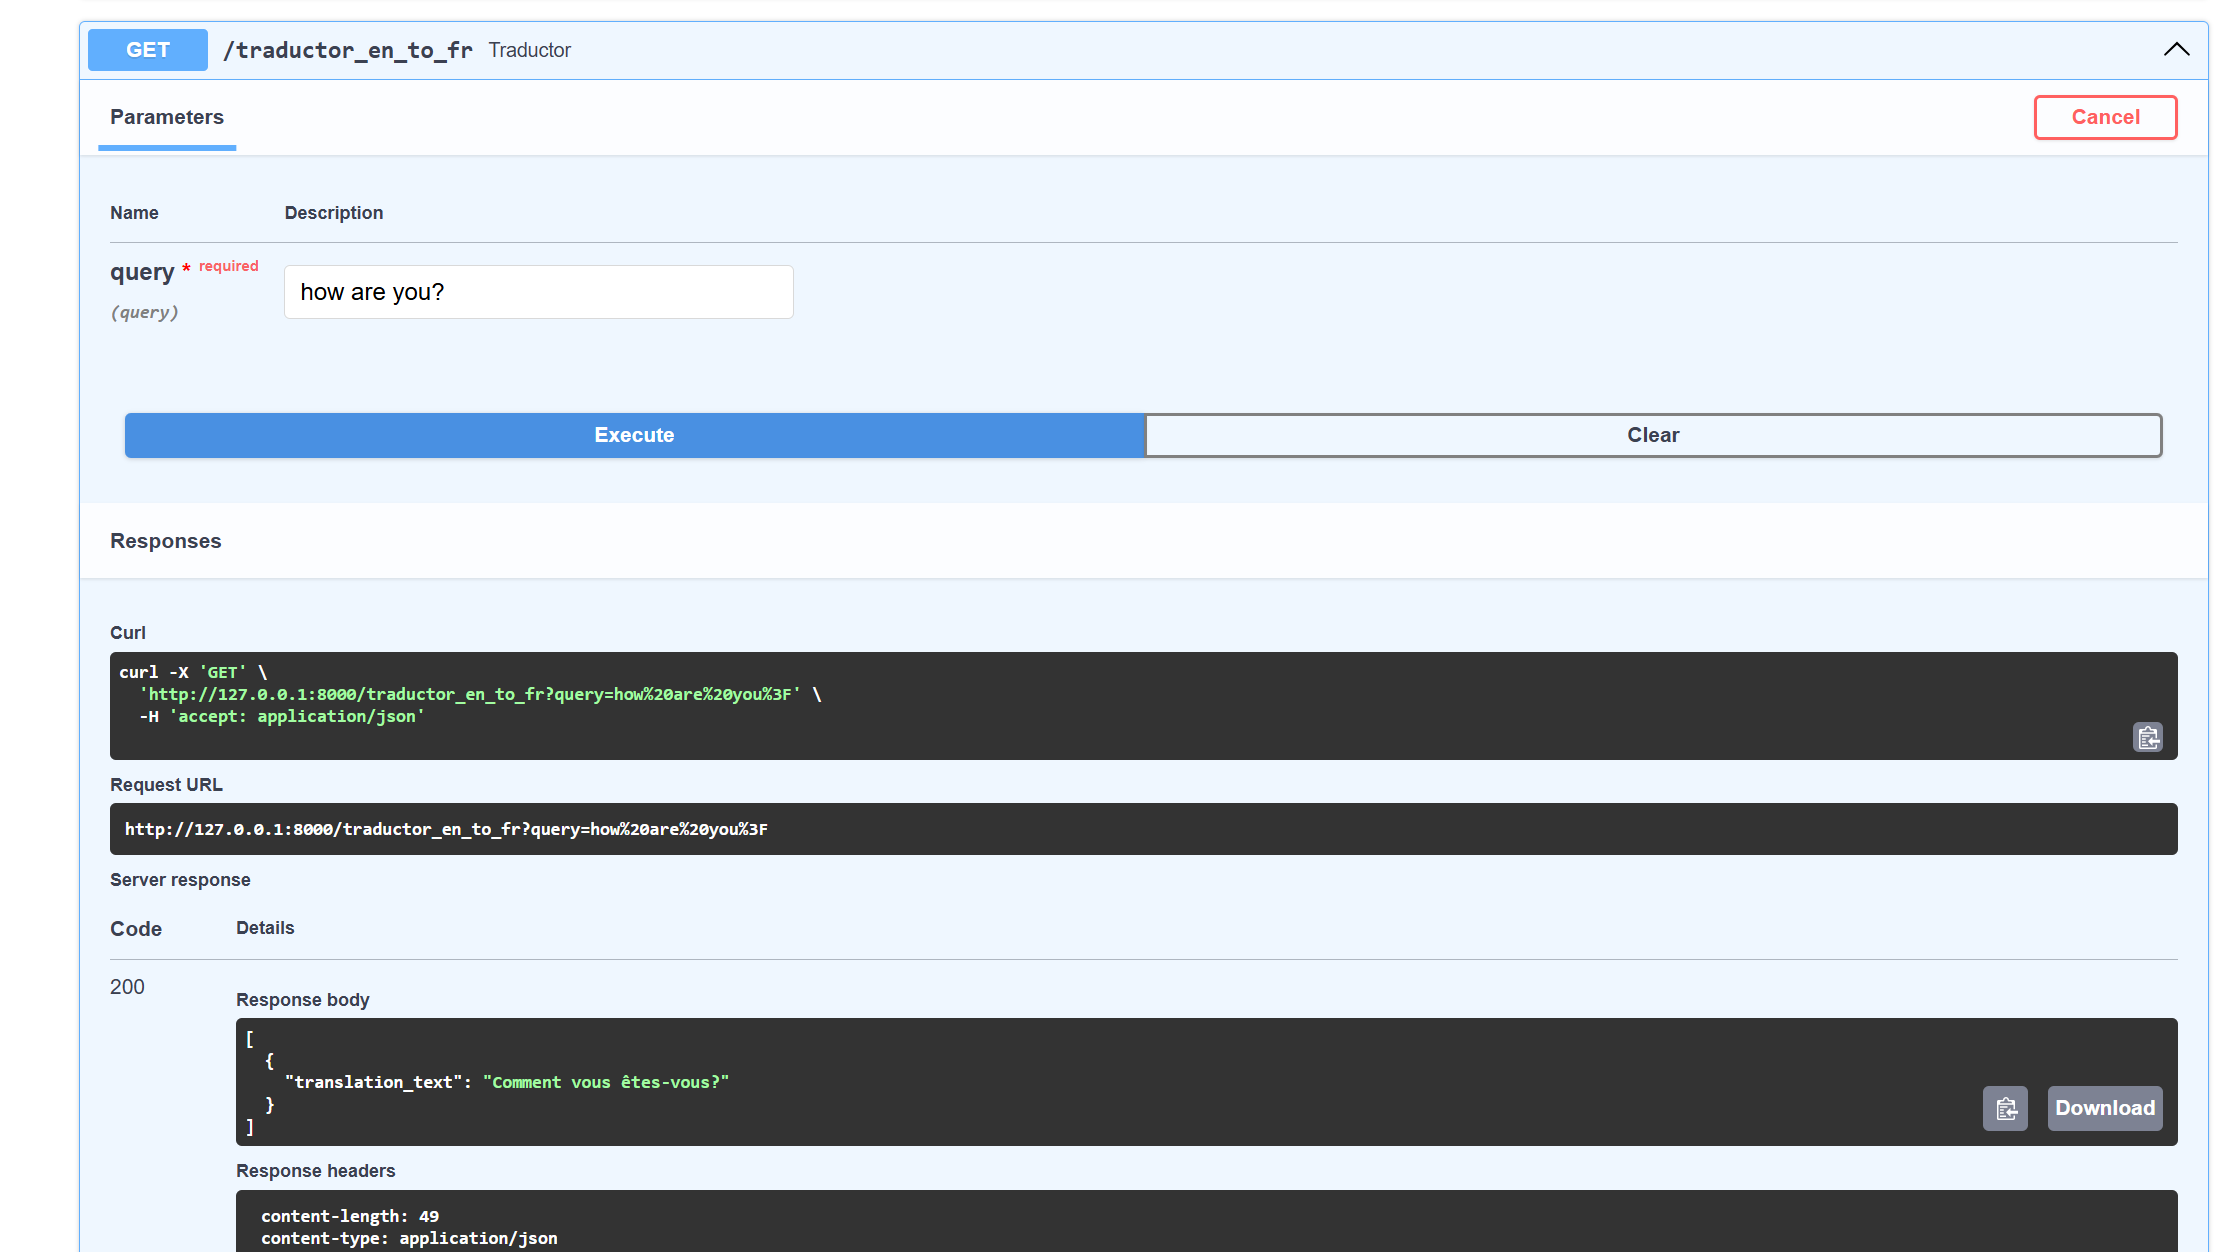 GET /traductor_en_to_fr Traductor
Parameters
Cancel
Name Description
query * required
(query)
how are you?
Execute
Clear
Responses
Curl
curl -X 'GET' \
'http://127.0.0.1:8000/traductor_en_to_fr?query=how%20are%20you%3F' \
-H 'accept: application/json'
Request URL
http://127.0.0.1:8000/traductor_en_to_fr?query=how%20are%20you%3F
Server response
Code Details
200
Response body
[
{
"translation_text": "Comment vous êtes-vous?"
}
]
Download
Response headers
content-length: 49
content-type: application/json